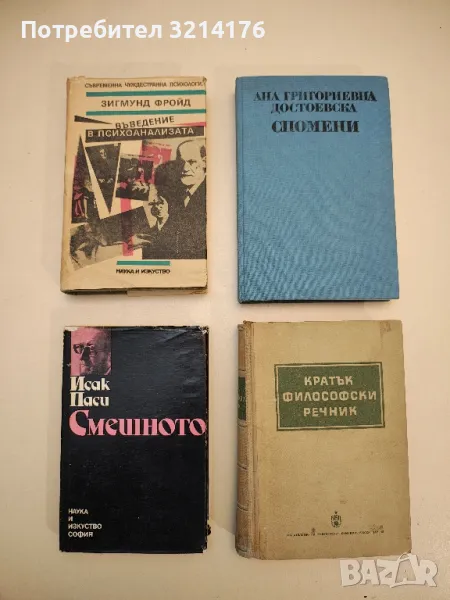 Потребител 3214176
СЪВРЕМЕННА ЧУЖДЕСТРАННА ПСИХОЛОГИЯ
ЗИГМУНД ФРОЙД
ВЪВЕДЕНИЕ
В ПСИХОАНАЛИЗАТА
НАУКА И ИЗКУСТВО
АНА ГРИГОРИЕВНА
ДОСТОЕВСКА
СПОМЕНИ
Исак
Паси
Смешното
НАУКА
И
ИЗКУСТВО
СОФИЯ
КРАТЪК
ФИЛОСОФСКИ
РЕЧНИК
bazar